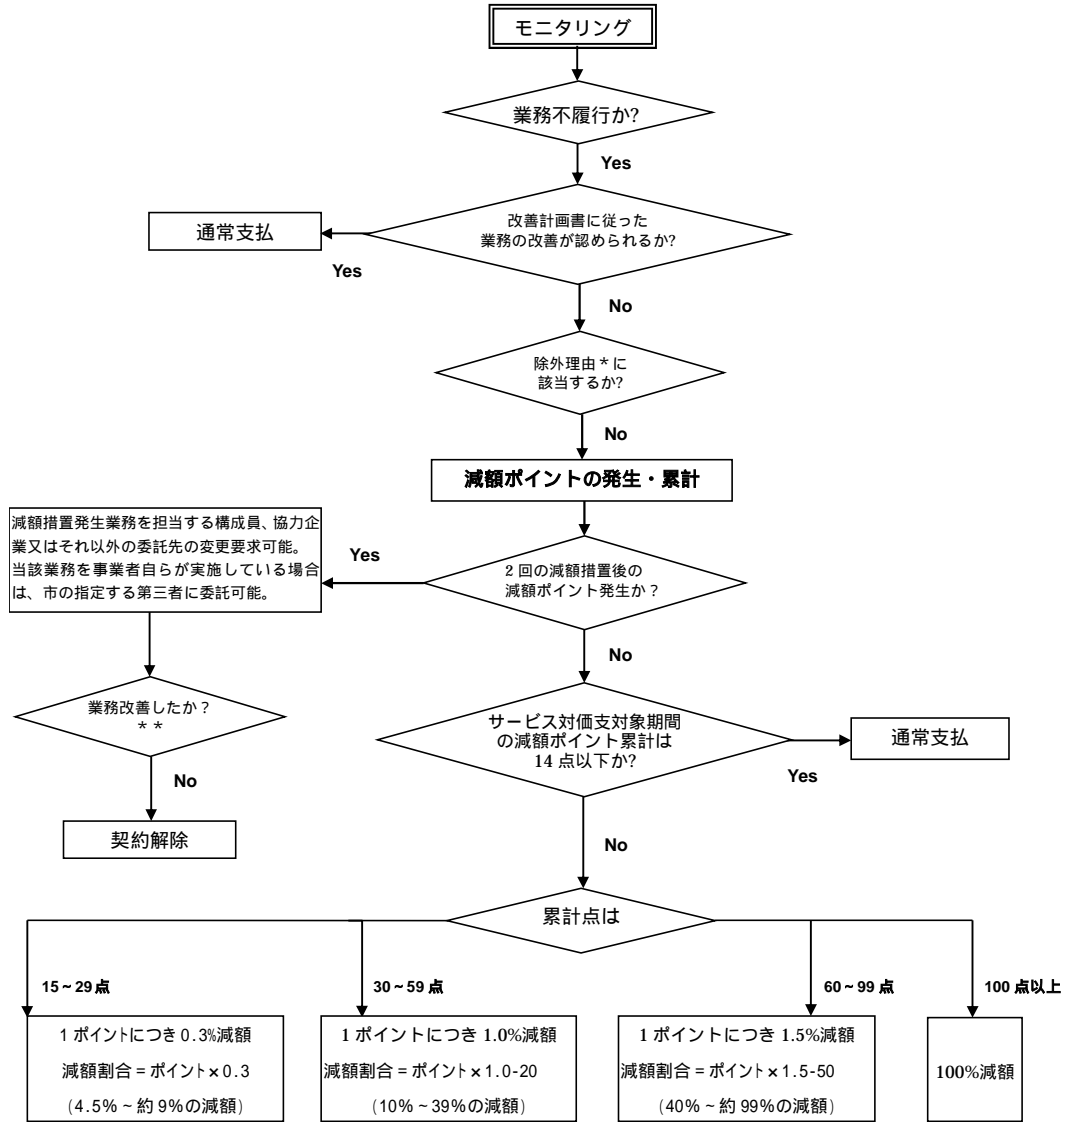 モニタリング
業務不履行か?
Yes
改善計画書に従った
業務の改善が認められるか?
通常支払
Yes
No
除外理由*に
該当するか?
No
減額ポイントの発生・累計
減額措置発生業務を担当する構成員、協力企
業又はそれ以外の委託先の変更要求可能。
当該業務を事業者自らが実施している場合
は、市の指定する第三者に委託可能。
Yes
2回の減額措置後の
減額ポイント発生か?
No
業務改善したか?
**
No
契約解除
サービス対価支対象期間
の減額ポイント累計は
14点以下か?
通常支払
Yes
No
累計点は
15~29点
30~59点
60~99点
100点以上
1ポイントにつき0.3%減額
減額割合=ポイント×0.3
(4.5%~約9%の減額)
1ポイントにつき1.0%減額
減額割合=ポイント×1.0-20
(10%~39%の減額)
1ポイントにつき1.5%減額
減額割合=ポイント×1.5-50
(40%~約99%の減額)
100%減額